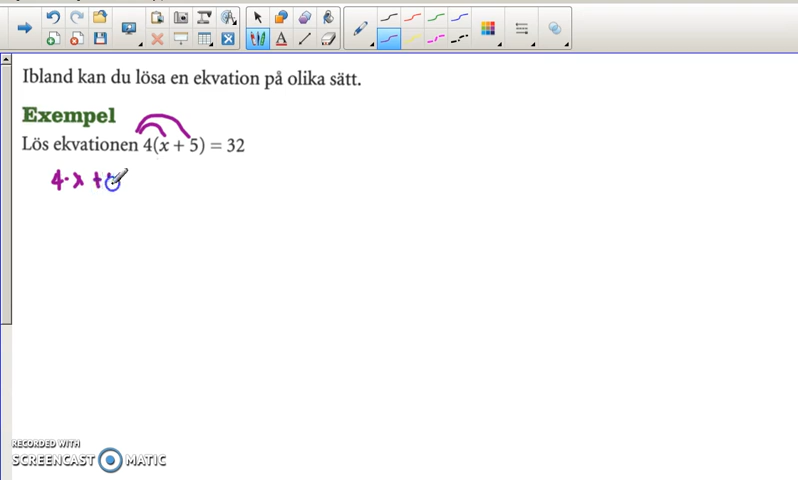 Ibland kan du lösa en ekvation på olika sätt.
Exempel
Lös ekvationen 4(x + 5) = 32
4·x +
RECORDED WITH
SCREENCAST MATIC